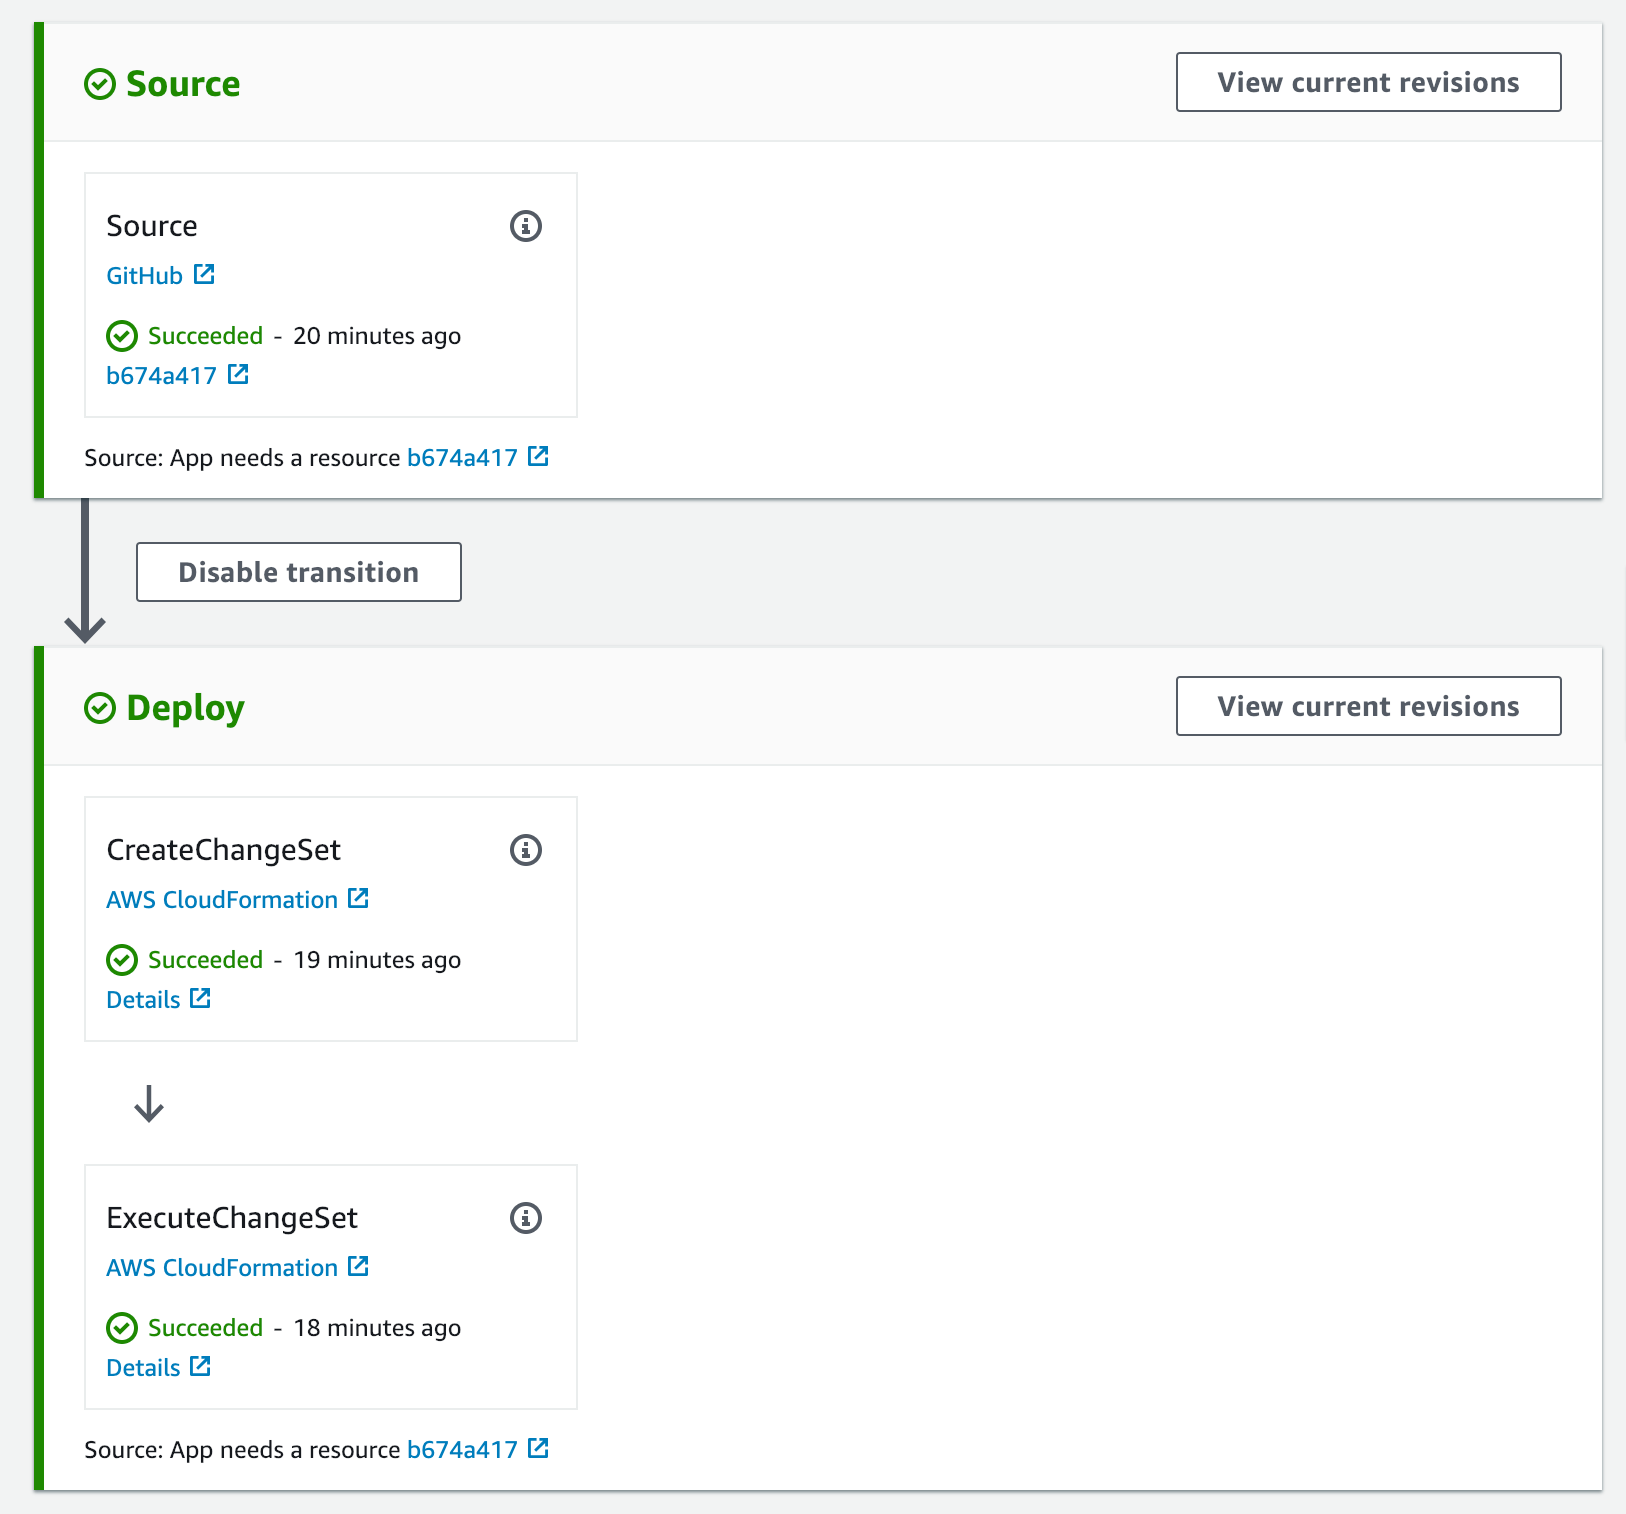 Source
View current revisions
Source
GitHub
Succeeded - 20 minutes ago
b674a417
Source: App needs a resource b674a417
Disable transition
Deploy
View current revisions
CreateChangeSet
AWS CloudFormation
Succeeded - 19 minutes ago
Details
ExecuteChangeSet
AWS CloudFormation
Succeeded - 18 minutes ago
Details
Source: App needs a resource b674a417